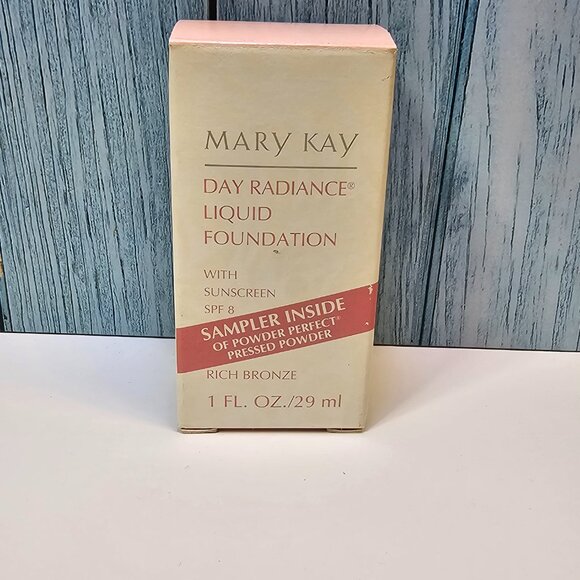 MARY KAY
DAY RADIANCE®
LIQUID
FOUNDATION
WITH
SUNSCREEN
SPF 8
SAMPLER INSIDE
OF POWDER PERFECT®
PRESSED POWDER
RICH BRONZE
1 FL. OZ./29 ml